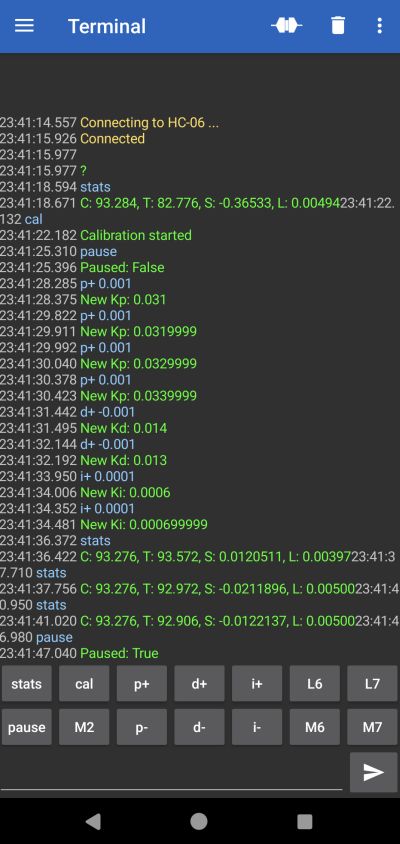 Terminal
23:41:14.557 Connecting to HC-06 ...
23:41:15.926 Connected
23:41:15.977
23:41:15.977 ?
23:41:18.594 stats
23:41:18.671 C: 93.284, T: 82.776, S: -0.36533, L: 0.0049423:41:22.
132 cal
23:41:22.182 Calibration started
23:41:25.310 pause
23:41:25.396 Paused: False
23:41:28.285 p+ 0.001
23:41:28.375 New Kp: 0.031
23:41:29.822 p+ 0.001
23:41:29.911 New Kp: 0.0319999
23:41:29.992 p+ 0.001
23:41:30.040 New Kp: 0.0329999
23:41:30.378 p+ 0.001
23:41:30.423 New Kp: 0.0339999
23:41:31.442 d+ -0.001
23:41:31.495 New Kd: 0.014
23:41:32.144 d+ -0.001
23:41:32.192 New Kd: 0.013
23:41:33.950 i+ 0.0001
23:41:34.006 New Ki: 0.0006
23:41:34.352 i+ 0.0001
23:41:34.481 New Ki: 0.000699999
23:41:36.372 stats
23:41:36.422 C: 93.276, T: 93.572, S: 0.0120511, L: 0.0039723:41:3
7.710 stats
23:41:37.756 C: 93.276, T: 92.972, S: -0.0211896, L: 0.0050023:41:4
0.950 stats
23:41:41.020 C: 93.276, T: 92.906, S: -0.0122137, L: 0.0050023:41:4
6.980 pause
23:41:47.040 Paused: True
stats cal p+ d+ i+ L6 L7
pause M2 p- d- i- M6 M7